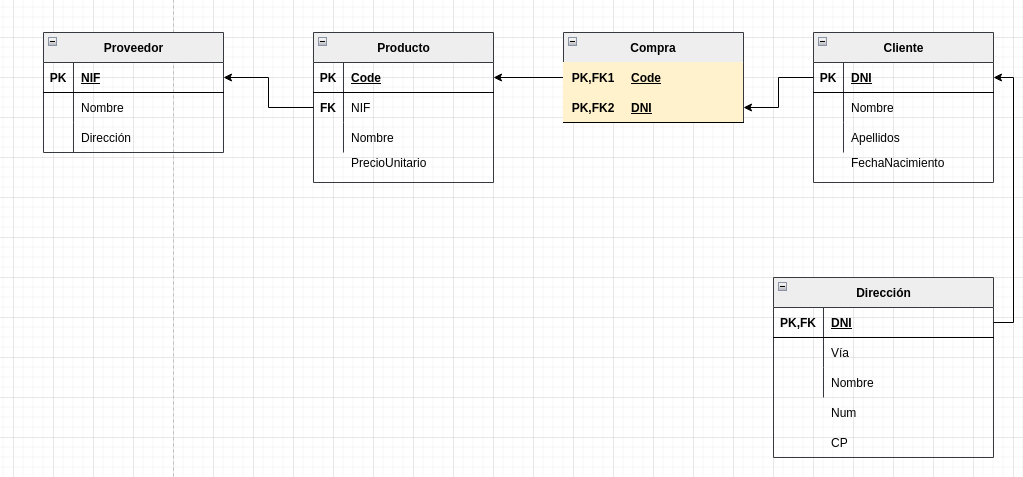 Proveedor
PK NIF
Nombre
Dirección
Producto
PK Code
FK NIF
Nombre
PrecioUnitario
Compra
PK,FK1 Code
PK,FK2 DNI
Cliente
PK DNI
Nombre
Apellidos
FechaNacimiento
Dirección
PK,FK DNI
Vía
Nombre
Num
CP